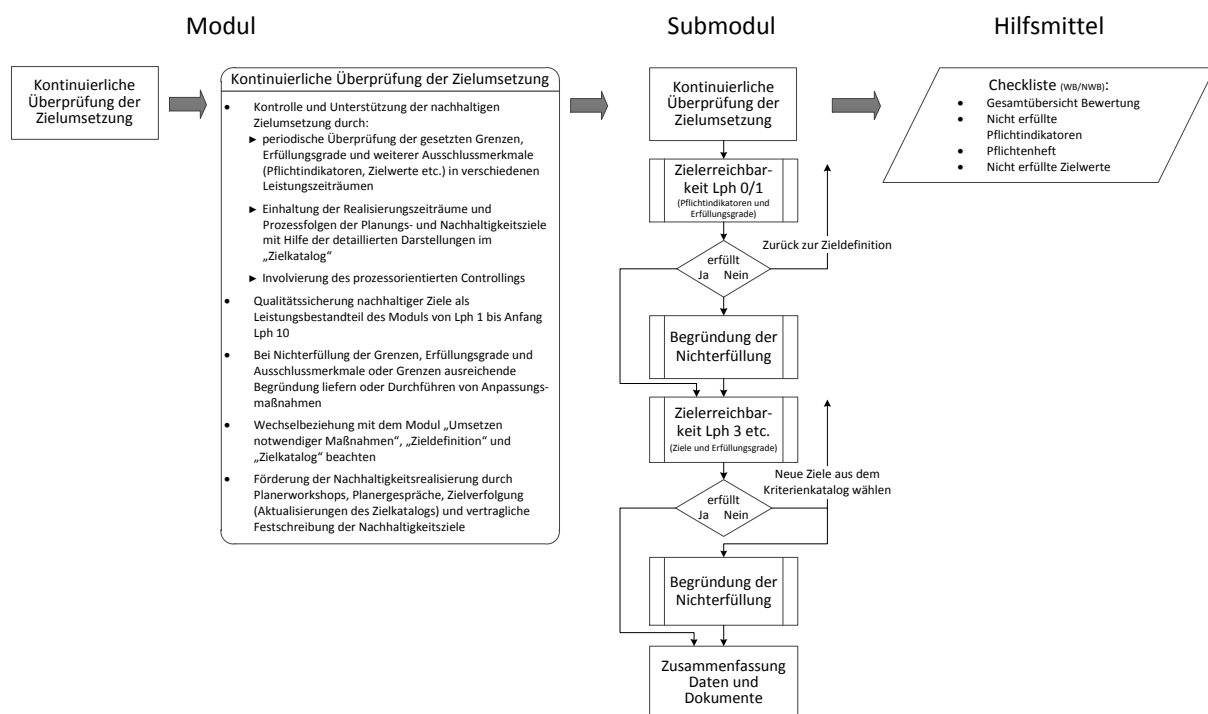 Modul
Submodul
Hilfsmittel
Kontinuierliche
Überprüfung der
Zielumsetzung
Kontinuierliche Überprüfung der Zielumsetzung
• Kontrolle und Unterstützung der nachhaltigen
Zielumsetzung durch:
► periodische Überprüfung der gesetzten Grenzen,
Erfüllungsgrade und weiterer Ausschlussmerkmale
(Pflichtindikatoren, Zielwerte etc.) in verschiedenen
Leistungszeiträumen
► Einhaltung der Realisierungszeiträume und
Prozessfolgen der Planungs- und Nachhaltigkeitsziele
mit Hilfe der detaillierten Darstellungen im
„Zielkatalog“
► Involvierung des prozessorientierten Controllings
• Qualitätssicherung nachhaltiger Ziele als
Leistungsbestandteil des Moduls von Lph 1 bis Anfang
Lph 10
• Bei Nichterfüllung der Grenzen, Erfüllungsgrade und
Ausschlussmerkmale oder Grenzen ausreichende
Begründung liefern oder Durchführen von Anpassungs-
maßnahmen
• Wechselbeziehung mit dem Modul „Umsetzen
notwendiger Maßnahmen“, „Zieldefinition“ und
„Zielkatalog“ beachten
• Förderung der Nachhaltigkeitsrealisierung durch
Planerworkshops, Planergespräche, Zielverfolgung
(Aktualisierungen des Zielkatalogs) und vertragliche
Festschreibung der Nachhaltigkeitsziele
Kontinuierliche
Überprüfung der
Zielumsetzung
Zielerreichbar-
keit Lph 0/1
(Pflichtindikatoren und
Erfüllungsgrade)
Zurück zur Zieldefinition
erfüllt
Ja Nein
Begründung der
Nichterfüllung
Zielerreichbar-
keit Lph 3 etc.
(Ziele und Erfüllungsgrade)
Neue Ziele aus dem
Kriterienkatalog wählen
erfüllt
Ja Nein
Begründung der
Nichterfüllung
Zusammenfassung
Daten und
Dokumente
Checkliste (WB/NWB):
• Gesamtübersicht Bewertung
• Nicht erfüllte
Pflichtindikatoren
• Pflichtenheft
• Nicht erfüllte Zielwerte